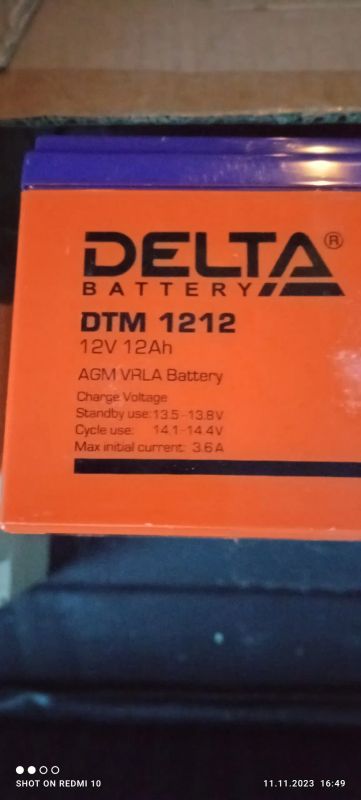 DELTA®
BATTERY
DTM 1212
12V 12Ah
AGM VRLA Battery
Charge Voltage
Standby use: 13.5-13.8V
Cycle use: 14.1-14.4V
Max initial current: 3.6A
SHOT ON REDMI 10
11.11.2023 16:49